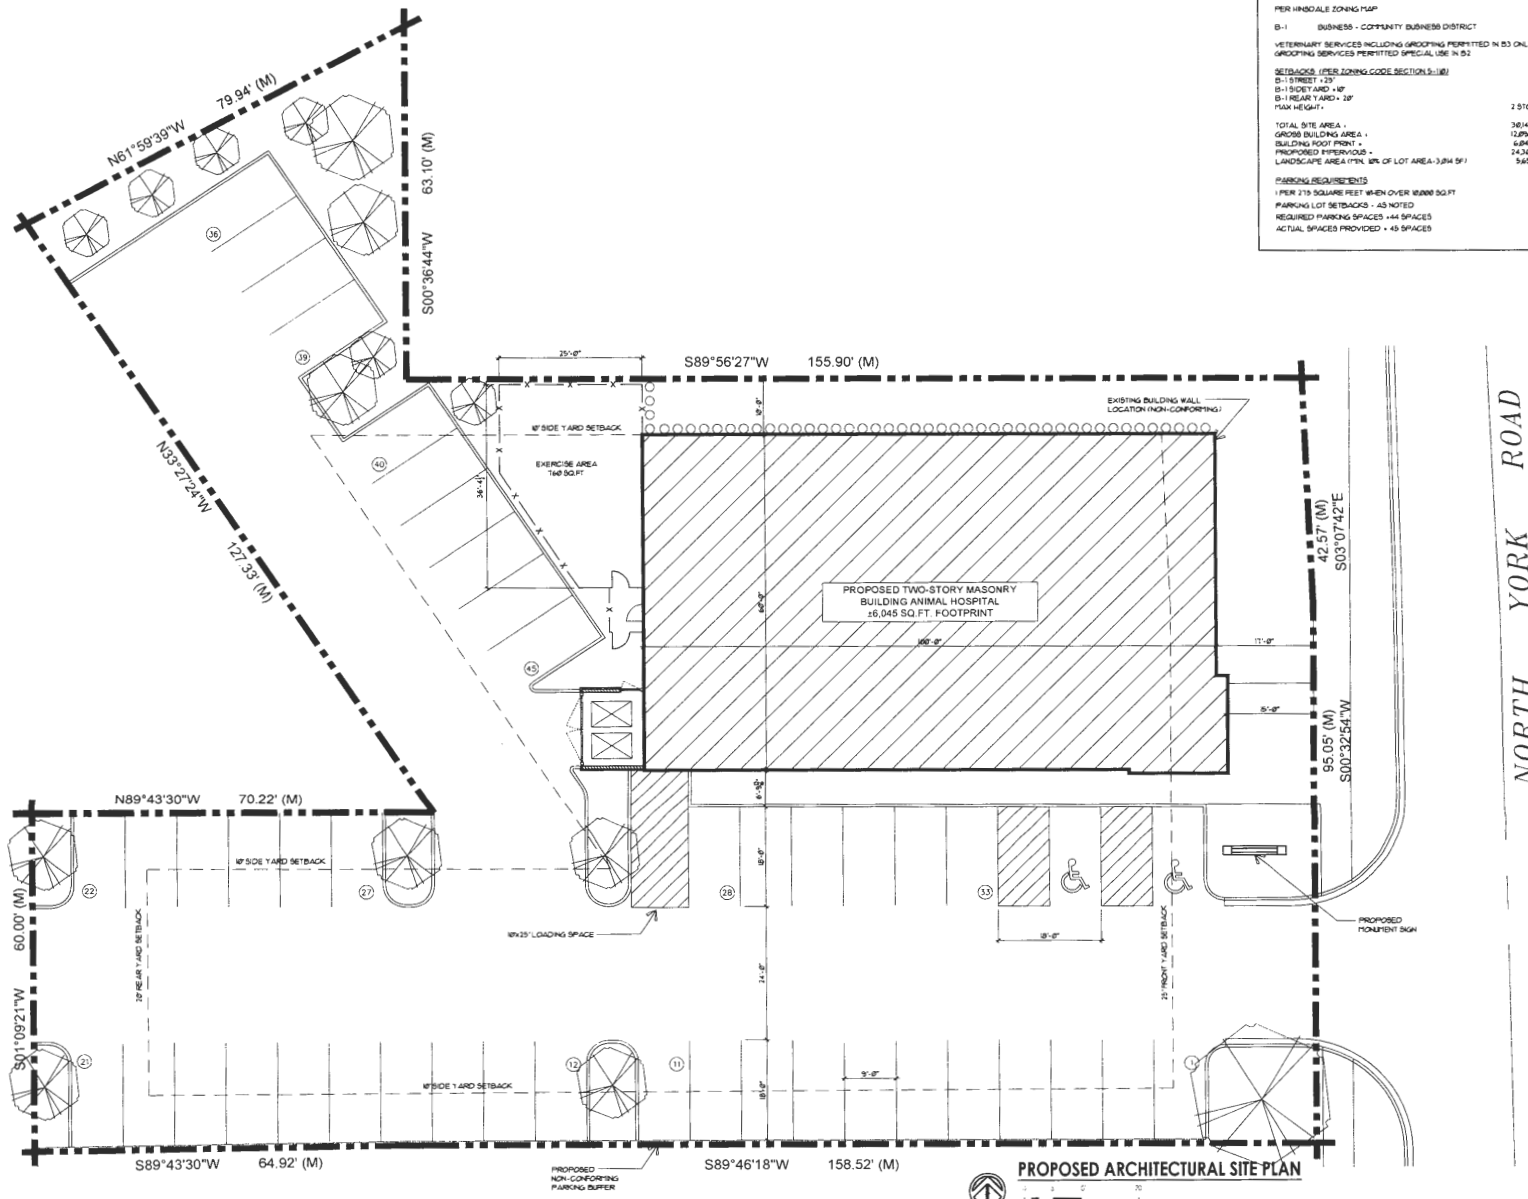 PER HINSDALE ZONING MAP
B-1 BUSINESS - COMMUNITY BUSINESS DISTRICT
VETERINARY SERVICES INCLUDING GROOMING PERMITTED IN B3 ONL
GROOMING SERVICES PERMITTED SPECIAL USE IN B2
SETBACKS (PER ZONING CODE SECTION 5-110)
B-1 STREET = 25'
B-1 SIDEYARD = 10'
B-1 REAR YARD = 20'
MAX HEIGHT = 2 STO
TOTAL SITE AREA =
GROSS BUILDING AREA =
BUILDING FOOT PRINT =
PROPOSED IMPERVIOUS =
LANDSCAPE AREA (MIN. 10% OF LOT AREA-3,014 SF)
PARKING REQUIREMENTS
1 PER 275 SQUARE FEET WHEN OVER 10,000 SQ.FT
PARKING LOT SETBACKS - AS NOTED
REQUIRED PARKING SPACES = 44 SPACES
ACTUAL SPACES PROVIDED = 45 SPACES
N61°59'39"W 79.94' (M)
S00°36'44"W 63.10' (M)
36
39
25'-0"
S89°56'27"W 155.90' (M)
10'-0"
EXISTING BUILDING WALL
LOCATION (NON-CONFORMING)
10' SIDE YARD SETBACK
40
EXERCISE AREA
760 SQ.FT
N33°27'24"W 127.33' (M)
PROPOSED TWO-STORY MASONRY
BUILDING ANIMAL HOSPITAL
±6,045 SQ.FT. FOOTPRINT
60'-0"
100'-0"
17'-0"
42.57' (M)
S03°07'42"E
NORTH YORK ROAD
45
15'-0"
95.05' (M)
S00°32'54"W
N89°43'30"W 70.22' (M)
10' SIDE YARD SETBACK
18'-0"
22
27
28
33
10'x25' LOADING SPACE
18'-0"
PROPOSED
MONUMENT SIGN
S01°09'21"W 60.00' (M)
20' REAR YARD SETBACK
24'-0"
25' FRONT YARD SETBACK
21
12
11
1
9'-0"
10' SIDE YARD SETBACK
18'-0"
S89°43'30"W 64.92' (M)
PROPOSED
NON-CONFORMING
PARKING BUFFER
S89°46'18"W 158.52' (M)
PROPOSED ARCHITECTURAL SITE PLAN